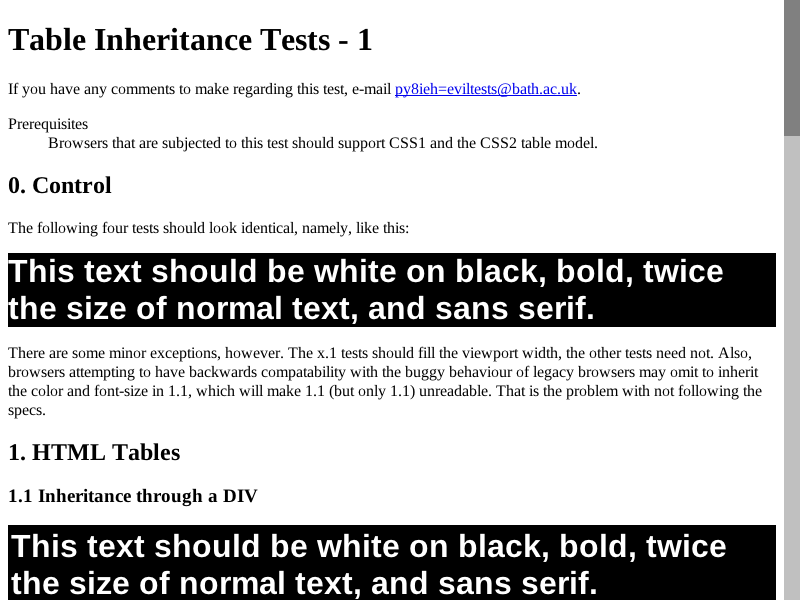 Table Inheritance Tests - 1
If you have any comments to make regarding this test, e-mail py8ieh=eviltests@bath.ac.uk.
Prerequisites
Browsers that are subjected to this test should support CSS1 and the CSS2 table model.
0. Control
The following four tests should look identical, namely, like this:
This text should be white on black, bold, twice
the size of normal text, and sans serif.
There are some minor exceptions, however. The x.1 tests should fill the viewport width, the other tests need not. Also,
browsers attempting to have backwards compatability with the buggy behaviour of legacy browsers may omit to inherit
the color and font-size in 1.1, which will make 1.1 (but only 1.1) unreadable. That is the problem with not following the
specs.
1. HTML Tables
1.1 Inheritance through a DIV
This text should be white on black, bold, twice
the size of normal text, and sans serif.